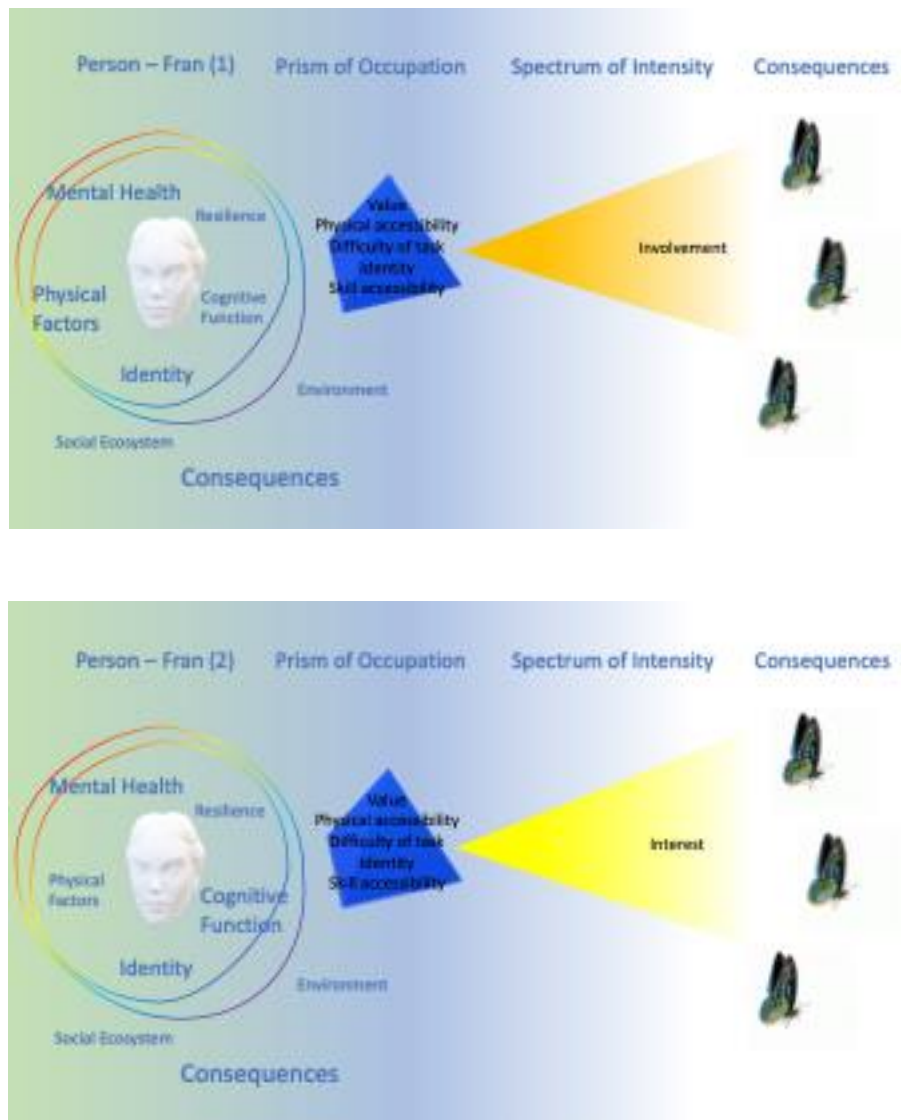 Person – Fran (1) Prism of Occupation Spectrum of Intensity Consequences
Mental Health
Resilience
Value
Physical accessibility
Difficulty of task
Identity
Skill accessibility
Involvement
Physical
Factors
Cognitive
Function
Identity
Environment
Social Ecosystem
Consequences
Person – Fran (2) Prism of Occupation Spectrum of Intensity Consequences
Mental Health
Resilience
Value
Physical accessibility
Difficulty of task
Identity
Skill accessibility
Interest
Physical
Factors
Cognitive
Function
Identity
Environment
Social Ecosystem
Consequences